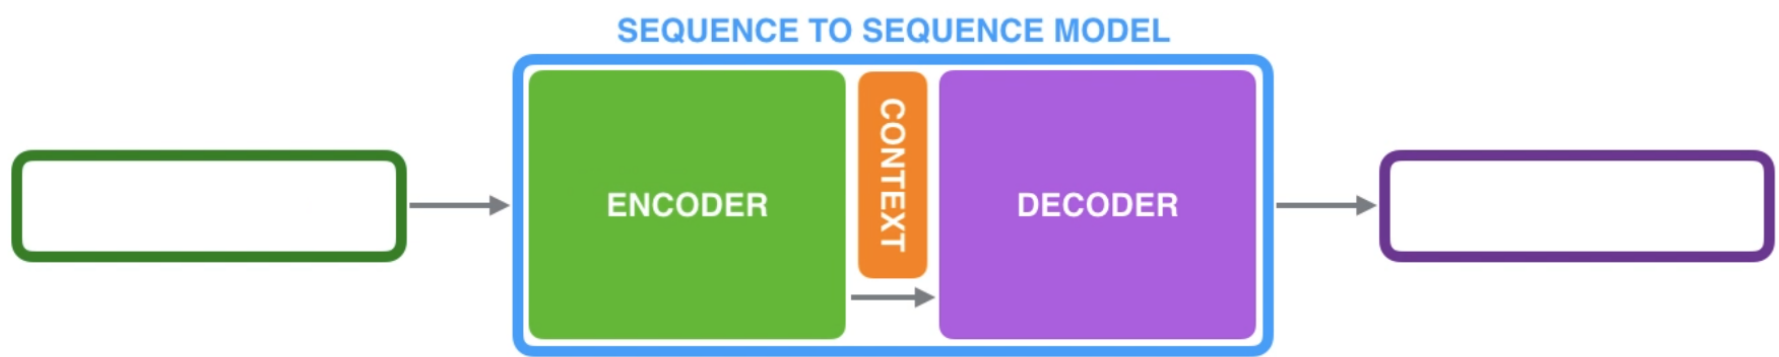 SEQUENCE TO SEQUENCE MODEL
ENCODER
CONTEXT
DECODER